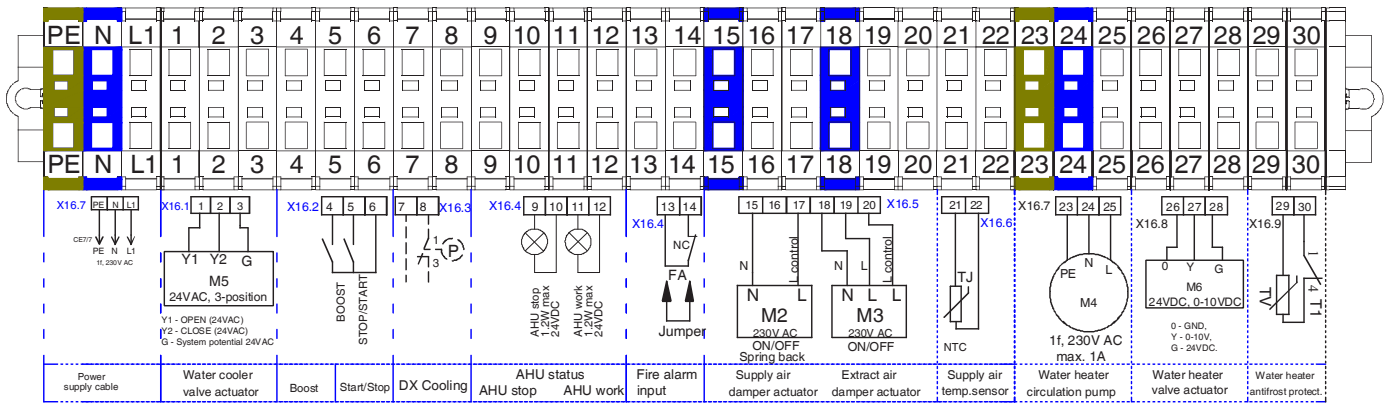 PE N L1 1 2 3 4 5 6 7 8 9 10 11 12 13 14 15 16 17 18 19 20 21 22 23 24 25 26 27 28 29 30
PE N L1 1 2 3 4 5 6 7 8 9 10 11 12 13 14 15 16 17 18 19 20 21 22 23 24 25 26 27 28 29 30
X16.7 PE N L1
CE7/7
PE N L1
1f, 230V AC
X16.1 1 2 3
Y1 Y2 G
M5
24VAC, 3-position
Y1 - OPEN (24VAC)
Y2 - CLOSE (24VAC)
G - System potential 24VAC
X16.2 4 5 6
BOOST
STOP/START
7 8 X16.3
1
3
P
X16.4 9 10 11 12
AHU stop
1.2W max
24VDC
AHU work
1.2W max
24VDC
13 14
X16.4
NC
FA
Jumper
15 16 17 18 19 20 X16.5
N
L control
N
L
L control
N L
M2
230V AC
ON/OFF
Spring back
N L L
M3
230V AC
ON/OFF
21 22
X16.6
TJ
NTC
X16.7
23 24 25
PE N L
M4
1f, 230V AC
max. 1A
26 27 28
X16.8
0 Y G
M6
24VDC, 0-10VDC
0 - GND,
Y - 0-10V,
G - 24VDC.
29 30
X16.9
TV
1
4
T1
Power
supply cable
Water cooler
valve actuator
Boost
Start/Stop
DX Cooling
AHU status
AHU stop AHU work
Fire alarm
input
Supply air
damper actuator
Extract air
damper actuator
Supply air
temp.sensor
Water heater
circulation pump
Water heater
valve actuator
Water heater
antifrost protect.